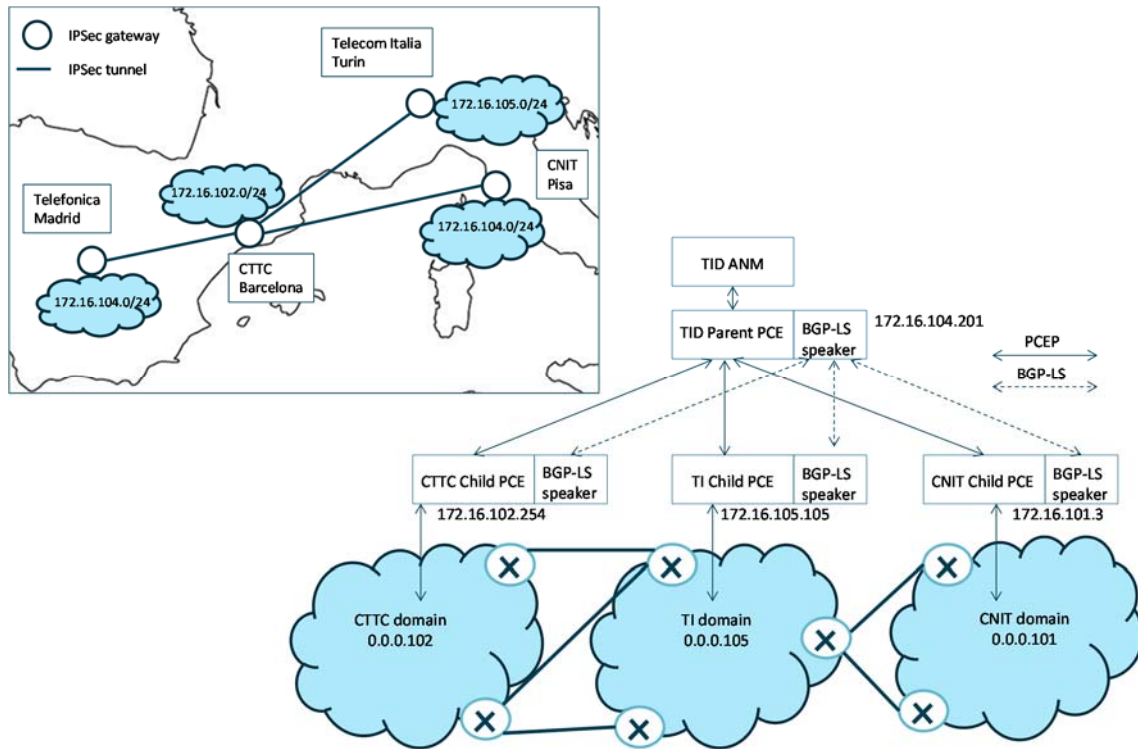 IPSec gateway
IPSec tunnel
Telecom Italia
Turin
172.16.105.0/24
CNIT
Pisa
172.16.102.0/24
Telefonica
Madrid
172.16.104.0/24
CTTC
Barcelona
172.16.104.0/24
TID ANM
TID Parent PCE
BGP-LS
speaker
172.16.104.201
PCEP
BGP-LS
CTTC Child PCE
BGP-LS
speaker
172.16.102.254
TI Child PCE
BGP-LS
speaker
172.16.105.105
CNIT Child PCE
BGP-LS
speaker
172.16.101.3
CTTC domain
0.0.0.102
TI domain
0.0.0.105
CNIT domain
0.0.0.101